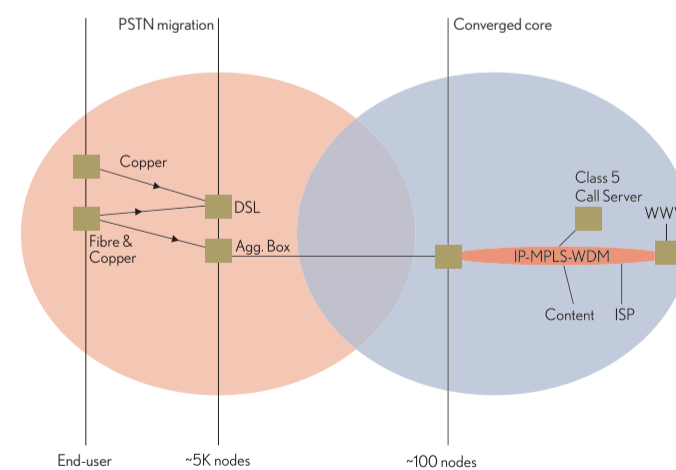 PSTN migration
Converged core
Copper
Class 5
Call Server
DSL
Fibre &
Copper
Agg. Box
IP-MPLS-WDM
Content
ISP
End-user
~5K nodes
~100 nodes